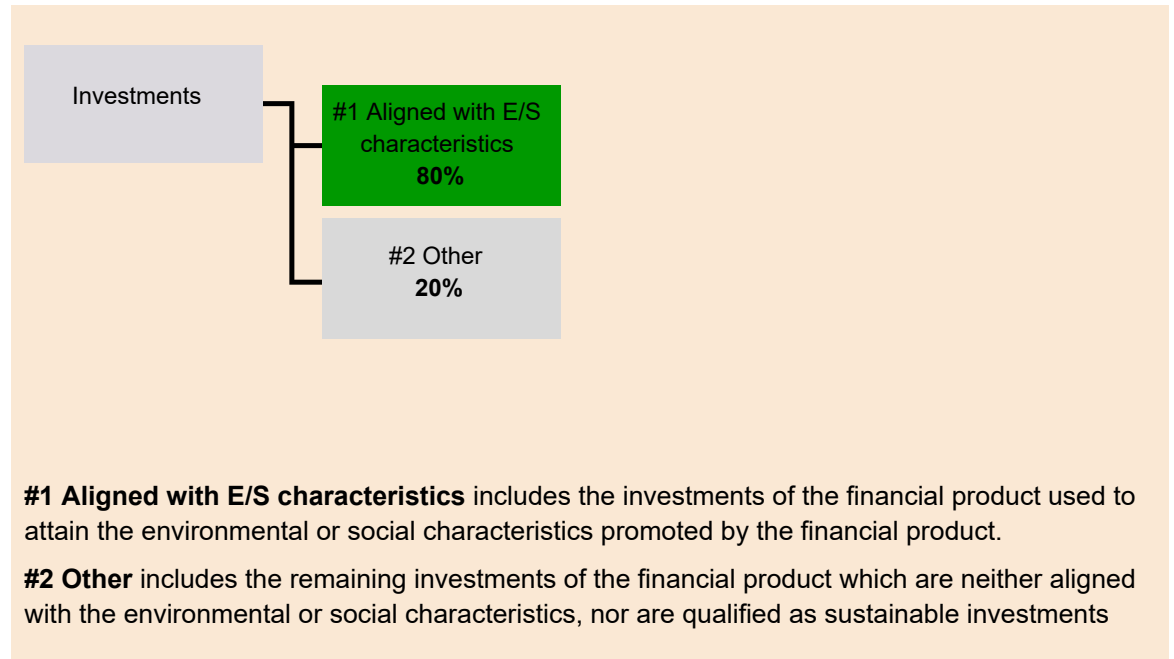 Investments
#1 Aligned with E/S
characteristics
80%
#2 Other
20%
#1 Aligned with E/S characteristics includes the investments of the financial product used to
attain the environmental or social characteristics promoted by the financial product.
#2 Other includes the remaining investments of the financial product which are neither aligned
with the environmental or social characteristics, nor are qualified as sustainable investments